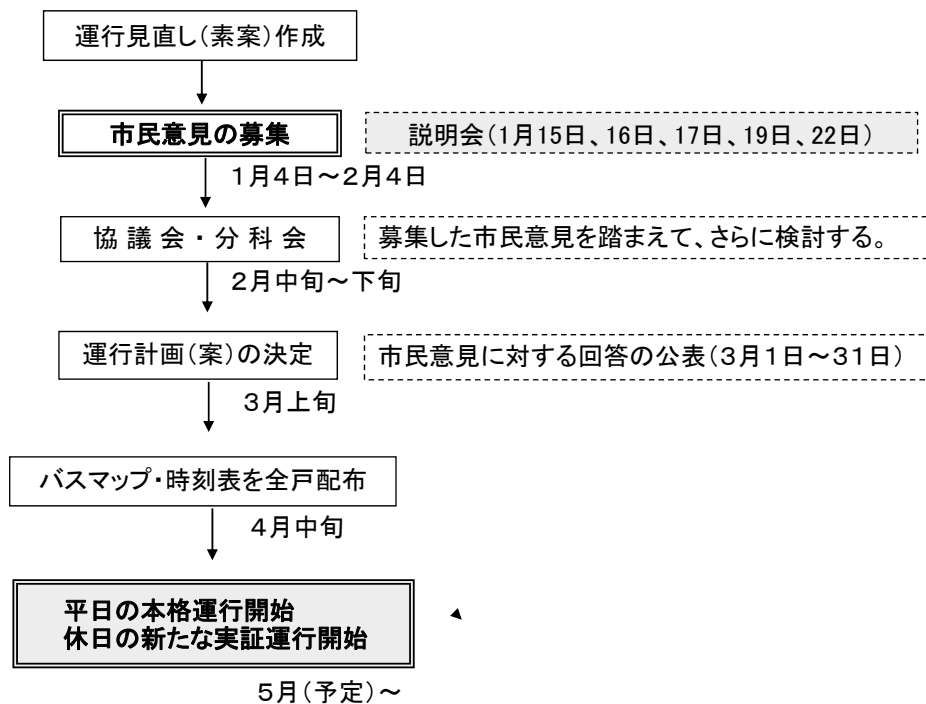 運行見直し(素案)作成
市民意見の募集
説明会(1月15日、16日、17日、19日、22日)
1月4日～2月4日
協 議 会 ・ 分 科 会
募集した市民意見を踏まえて、さらに検討する。
2月中旬～下旬
運行計画(案)の決定
市民意見に対する回答の公表(3月1日～31日)
3月上旬
バスマップ・時刻表を全戸配布
4月中旬
平日の本格運行開始
休日の新たな実証運行開始
5月(予定)～